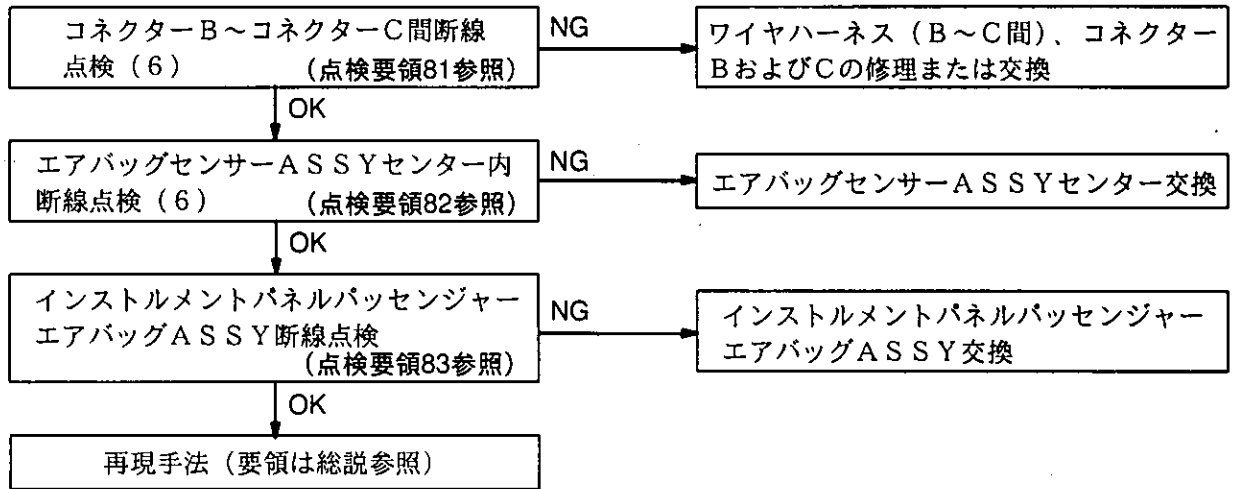 コネクターB～コネクターC間断線
点検（6）　　（点検要領81参照）
NG
ワイヤハーネス（B～C間）、コネクター
BおよびCの修理または交換
OK
エアバッグセンサーASSYセンター内
断線点検（6）　　（点検要領82参照）
NG
エアバッグセンサーASSYセンター交換
OK
インストルメントパネルパッセンジャー
エアバッグASSY断線点検
（点検要領83参照）
NG
インストルメントパネルパッセンジャー
エアバッグASSY交換
OK
再現手法（要領は総説参照）